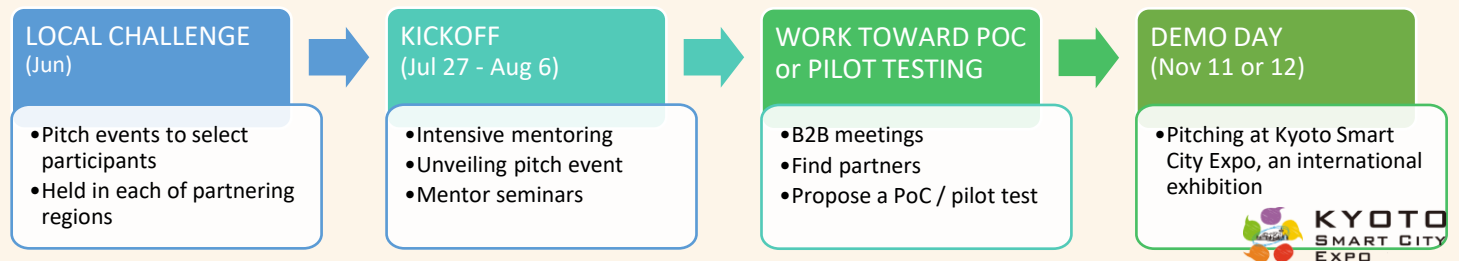 LOCAL CHALLENGE
(Jun)
•Pitch events to select
participants
•Held in each of partnering
regions
KICKOFF
(Jul 27 - Aug 6)
•Intensive mentoring
•Unveiling pitch event
•Mentor seminars
WORK TOWARD POC
or PILOT TESTING
•B2B meetings
•Find partners
•Propose a PoC / pilot test
DEMO DAY
(Nov 11 or 12)
•Pitching at Kyoto Smart
City Expo, an international
exhibition
KYOTO
SMART CITY
EXPO